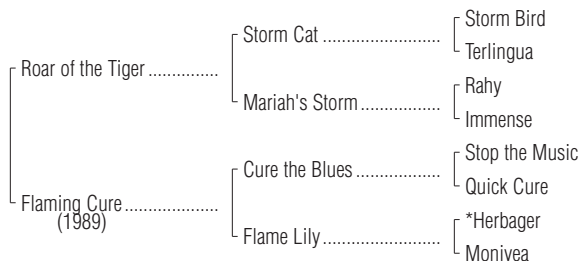 Storm Bird
Storm Cat ........................
Terlingua
Roar of the Tiger ..............
Rahy
Mariah's Storm ................
Immense
Stop the Music
Cure the Blues .................
Quick Cure
Flaming Cure ...................
(1989)
*Herbager
Flame Lily ........................
Monivea